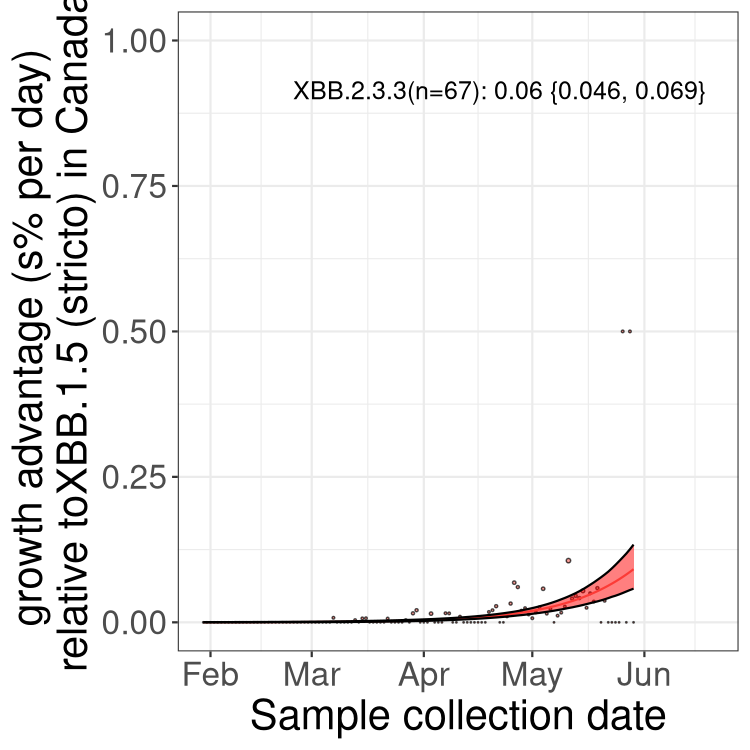 growth advantage (s% per day)
relative toXBB.1.5 (stricto) in Canada
1.00
0.75
0.50
0.25
0.00
XBB.2.3.3(n=67): 0.06 {0.046, 0.069}
Feb Mar Apr May Jun
Sample collection date